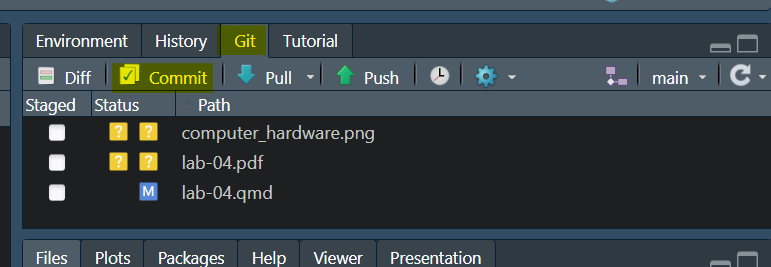 Environment History Git Tutorial
Diff Commit Pull Push main
Staged Status Path
? ? computer_hardware.png
? ? lab-04.pdf
M lab-04.qmd
Files Plots Packages Help Viewer Presentation